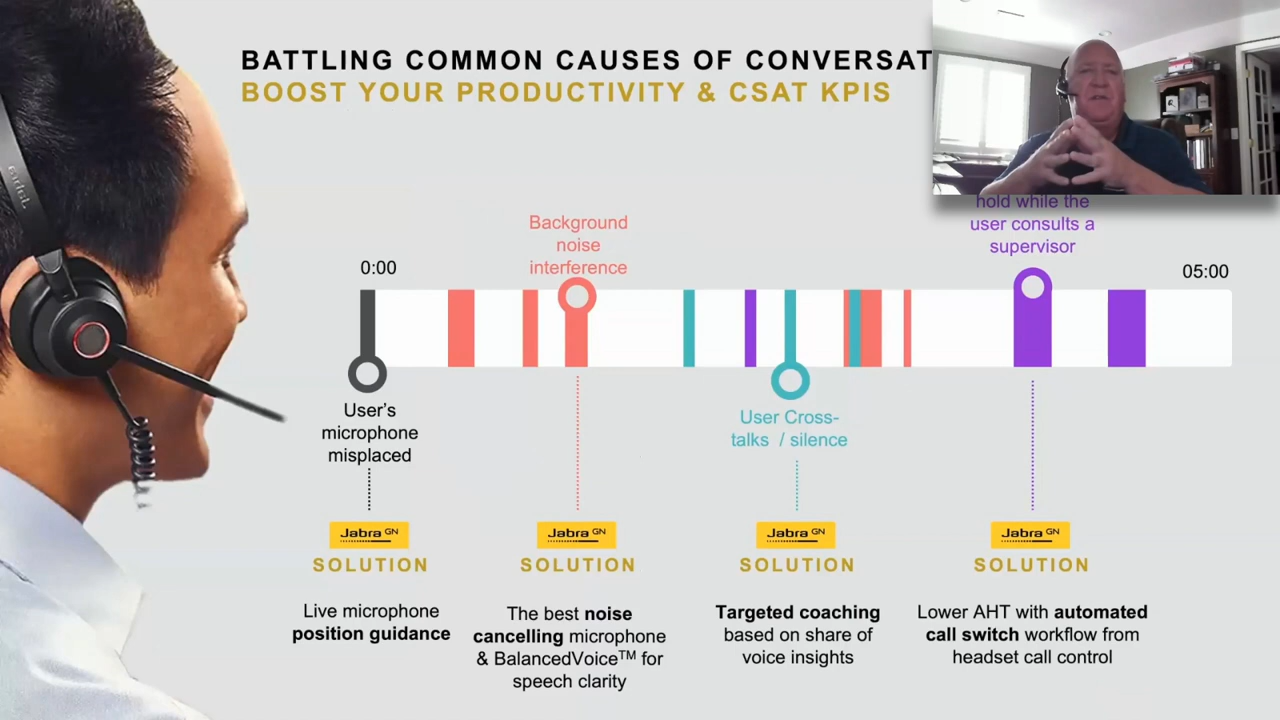 BATTLING COMMON CAUSES OF CONVERSAT
BOOST YOUR PRODUCTIVITY & CSAT KPIS
hold while the
user consults a
supervisor
Background
noise
interference
0:00
05:00
User's
microphone
misplaced
User Cross-
talks / silence
Jabra GN
SOLUTION
Live microphone
position guidance
Jabra GN
SOLUTION
The best noise
cancelling microphone
& BalancedVoice™ for
speech clarity
Jabra GN
SOLUTION
Targeted coaching
based on share of
voice insights
Jabra GN
SOLUTION
Lower AHT with automated
call switch workflow from
headset call control